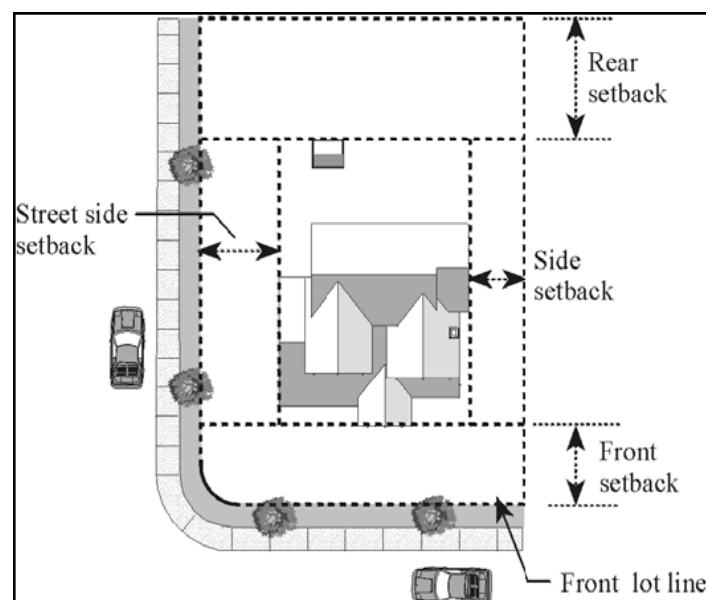 Rear
setback
Street side
setback
Side
setback
Front
setback
Front lot line